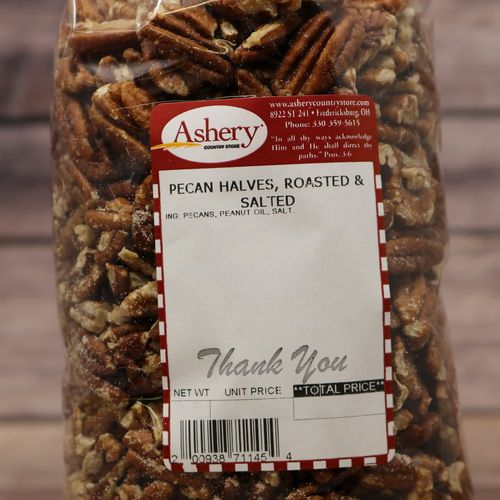 www.asherycountrystore.com
8922 S1 241 • Fredericksburg, OH
Phone: 330-359-5615
"In all thy ways acknowledge
Him and He shall direct thy
paths." Prov. 3:6
Ashery
COUNTRY STORE
PECAN HALVES, ROASTED &
SALTED
ING: PECANS, PEANUT OIL, SALT.
Thank You
NET WT UNIT PRICE **TOTAL PRICE**
2 00938 71145 4